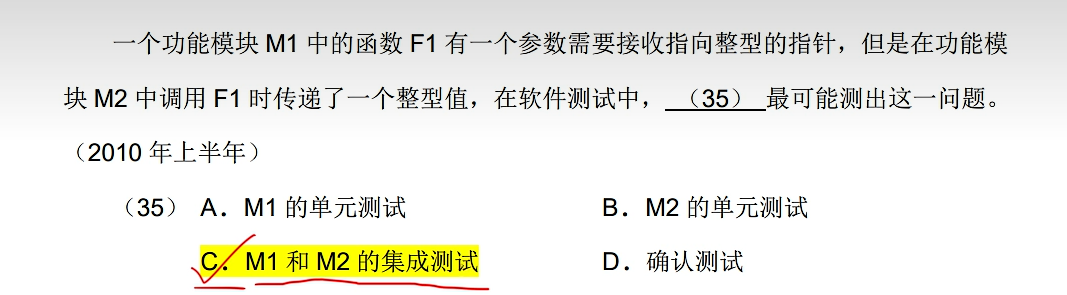 一个功能模块 M1 中的函数 F1 有一个参数需要接收指向整型的指针，但是在功能模
块 M2 中调用 F1 时传递了一个整型值，在软件测试中，（35）最可能测出这一问题。
（2010 年上半年）
（35） A．M1 的单元测试 B．M2 的单元测试
C．M1 和 M2 的集成测试 D．确认测试